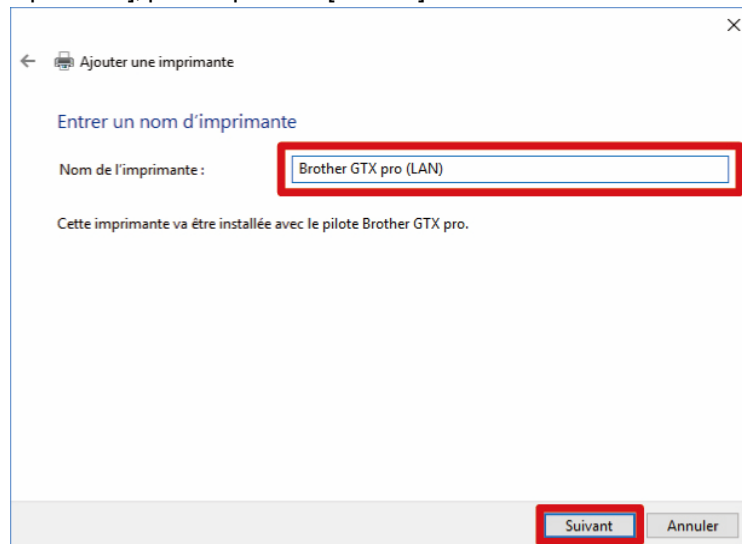 Ajouter une imprimante
Entrer un nom d'imprimante
Nom de l'imprimante :
Brother GTX pro (LAN)
Cette imprimante va être installée avec le pilote Brother GTX pro.
Suivant
Annuler